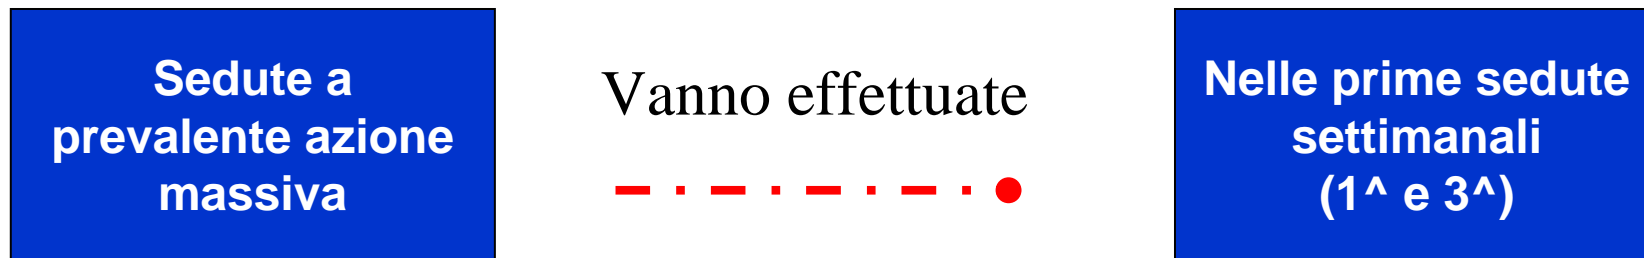 Sedute a
prevalente azione
massiva
Vanno effettuate
Nelle prime sedute
settimanali
(1^ e 3^)